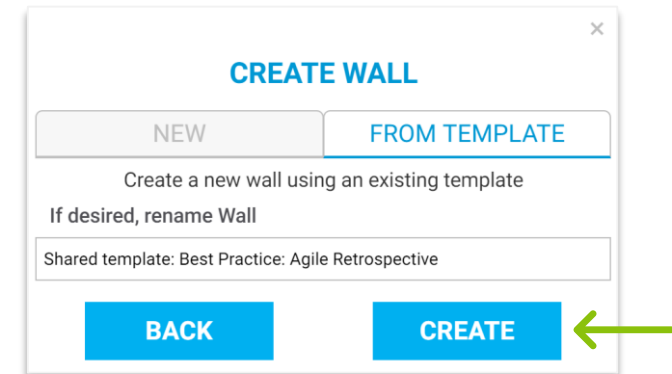 ×
CREATE WALL
NEW
FROM TEMPLATE
Create a new wall using an existing template
If desired, rename Wall
Shared template: Best Practice: Agile Retrospective
BACK
CREATE